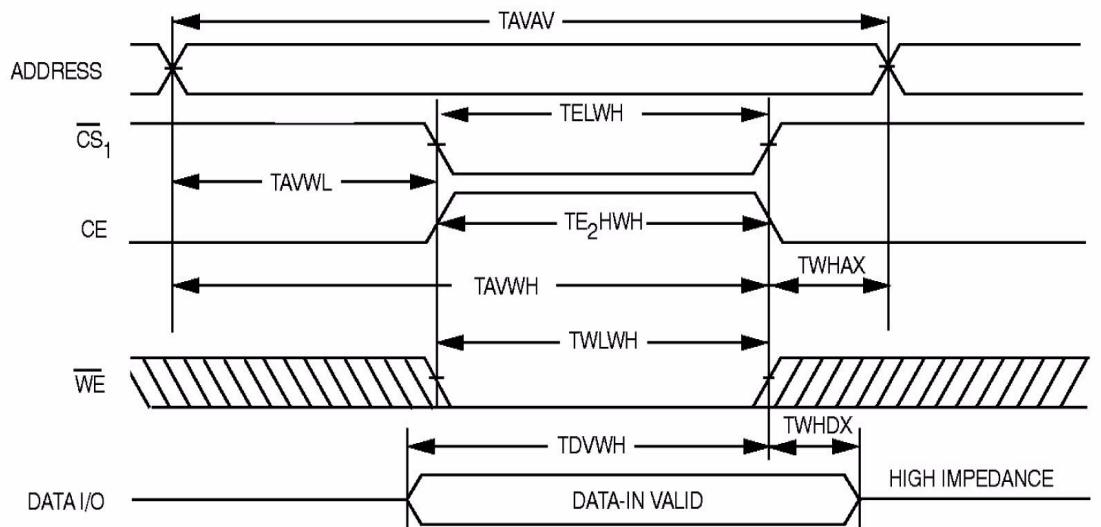 TAVAV
ADDRESS
TELWH
CS1
TAVWL
CE
TE2HWH
TWHAX
TAVWH
TWLWH
WE
TWHDX
TDVWH
HIGH IMPEDANCE
DATA I/O
DATA-IN VALID